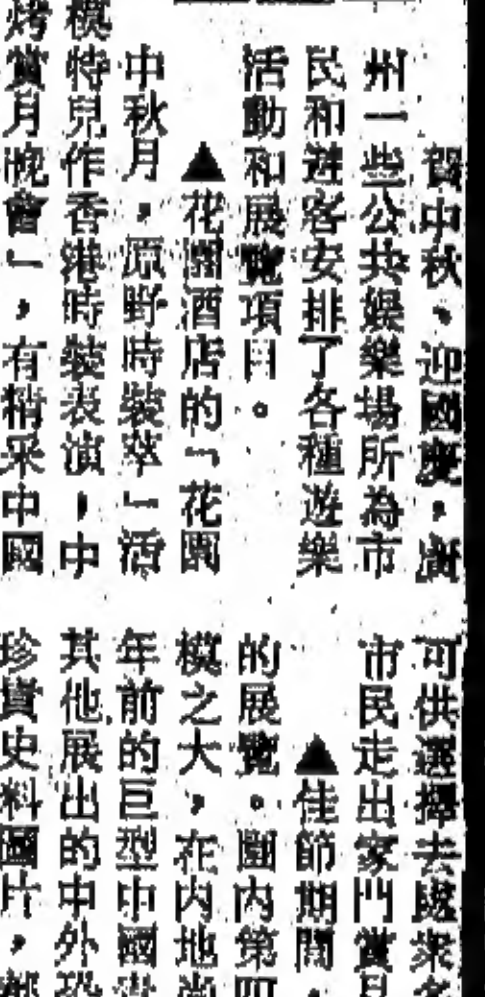 賀中秋，迎國慶，廣
州一些公共娛樂場所為市
民和遊客安排了各種遊樂
活動和展覽項目。
▲花園酒店的「花園
中秋月，原野時裝萃」活
模特兒作香港時裝表演，中
烤賞月晚會」，有精采中國
可供選擇去處衆多
市民走出家門賞月
▲佳節期間，
的展覽。園內第四
模之大，在內地尚
年前的巨型中國
其他展出的中外恐
珍貴史料圖片，都